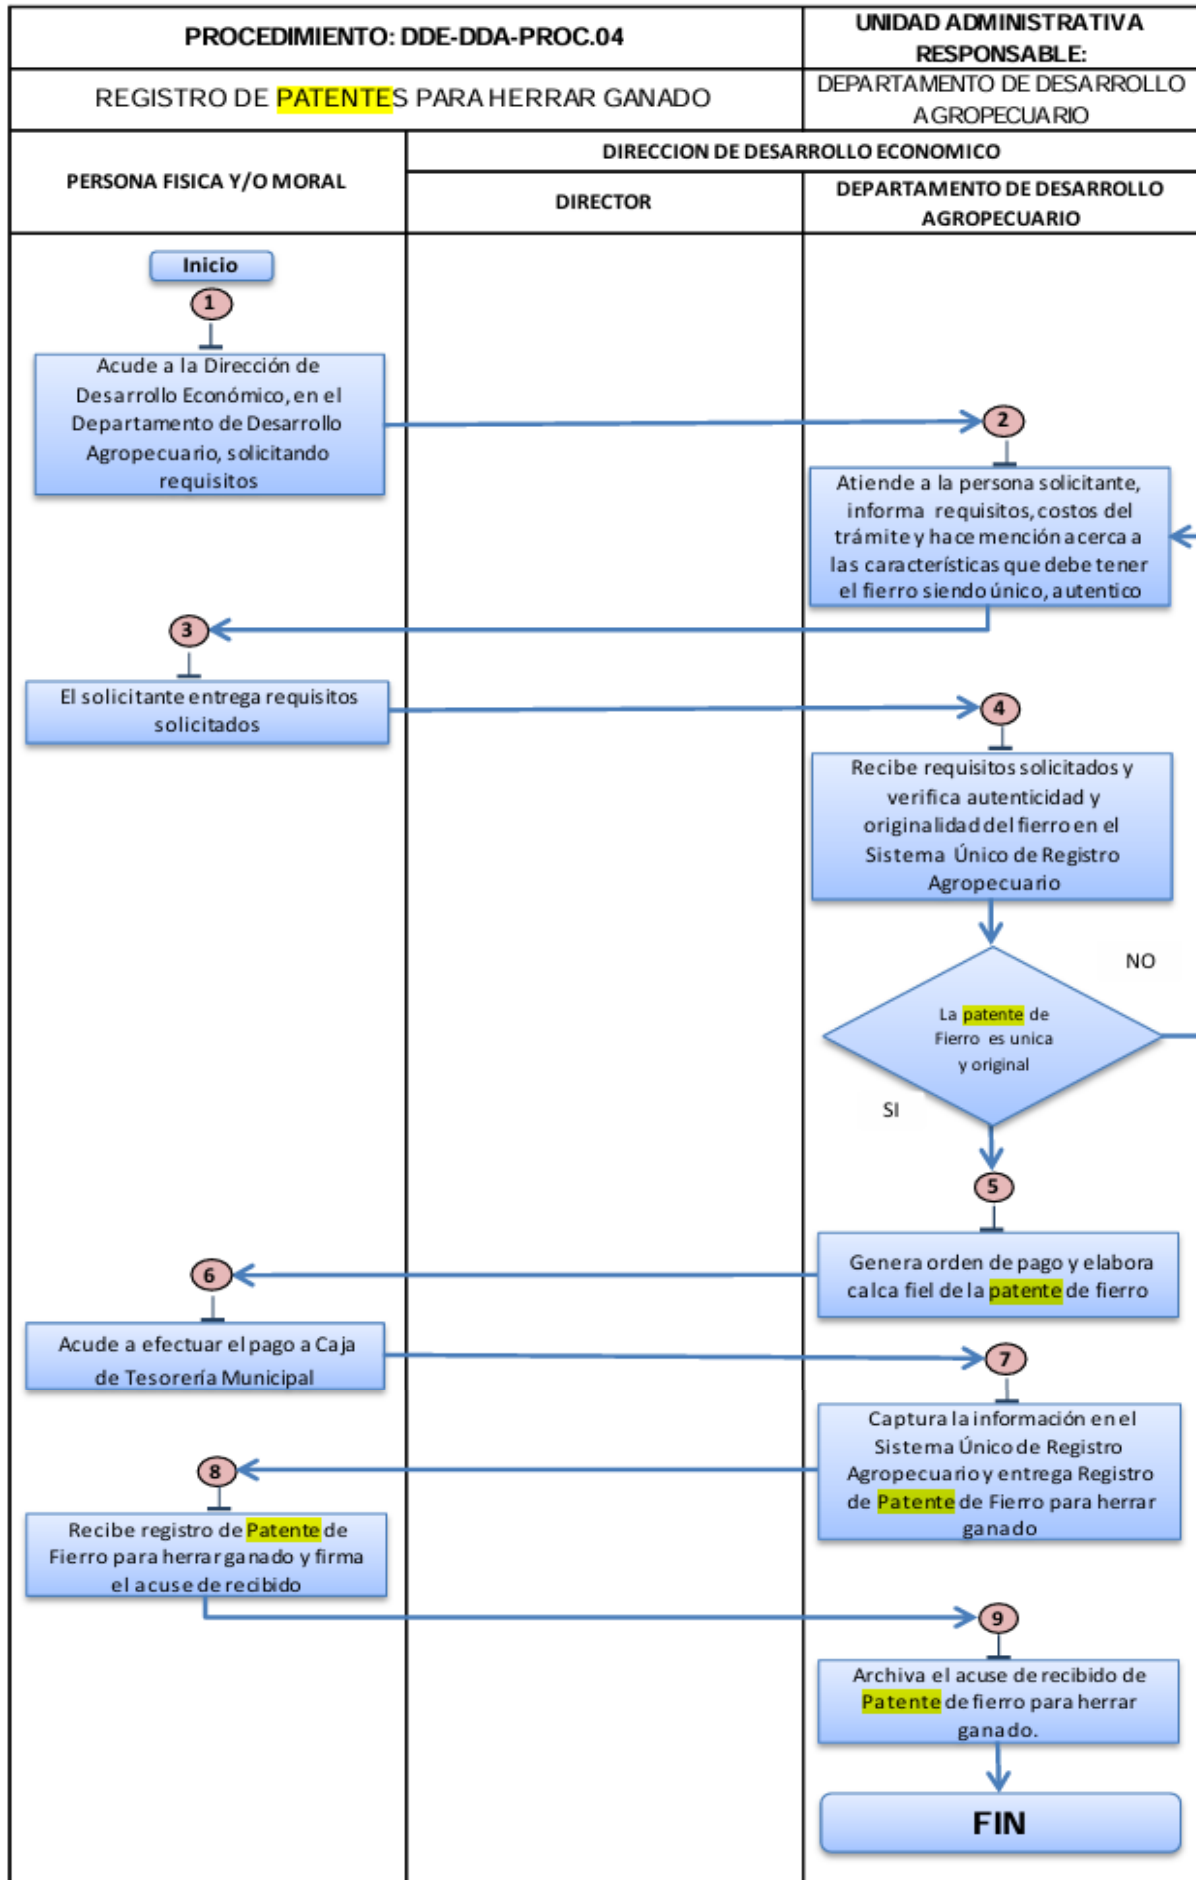 PROCEDIMIENTO: DDE-DDA-PROC.04
UNIDAD ADMINISTRATIVA
RESPONSABLE:
REGISTRO DE PATENTES PARA HERRAR GANADO
DEPARTAMENTO DE DESARROLLO
AGROPECUARIO
PERSONA FISICA Y/O MORAL
DIRECCION DE DESARROLLO ECONOMICO
DIRECTOR
DEPARTAMENTO DE DESARROLLO
AGROPECUARIO
Inicio
1
Acude a la Dirección de
Desarrollo Económico, en el
Departamento de Desarrollo
Agropecuario, solicitando
requisitos
2
Atiende a la persona solicitante,
informa requisitos, costos del
trámite y hace mención acerca a
las características que debe tener
el fierro siendo único, autentico
3
El solicitante entrega requisitos
solicitados
4
Recibe requisitos solicitados y
verifica autenticidad y
originalidad del fierro en el
Sistema Único de Registro
Agropecuario
NO
La patente de
Fierro es unica
y original
SI
5
Genera orden de pago y elabora
calca fiel de la patente de fierro
6
Acude a efectuar el pago a Caja
de Tesorería Municipal
7
Captura la información en el
Sistema Único de Registro
Agropecuario y entrega Registro
de Patente de Fierro para herrar
ganado
8
Recibe registro de Patente de
Fierro para herrar ganado y firma
el acuse de recibido
9
Archiva el acuse de recibido de
Patente de fierro para herrar
ganado.
FIN